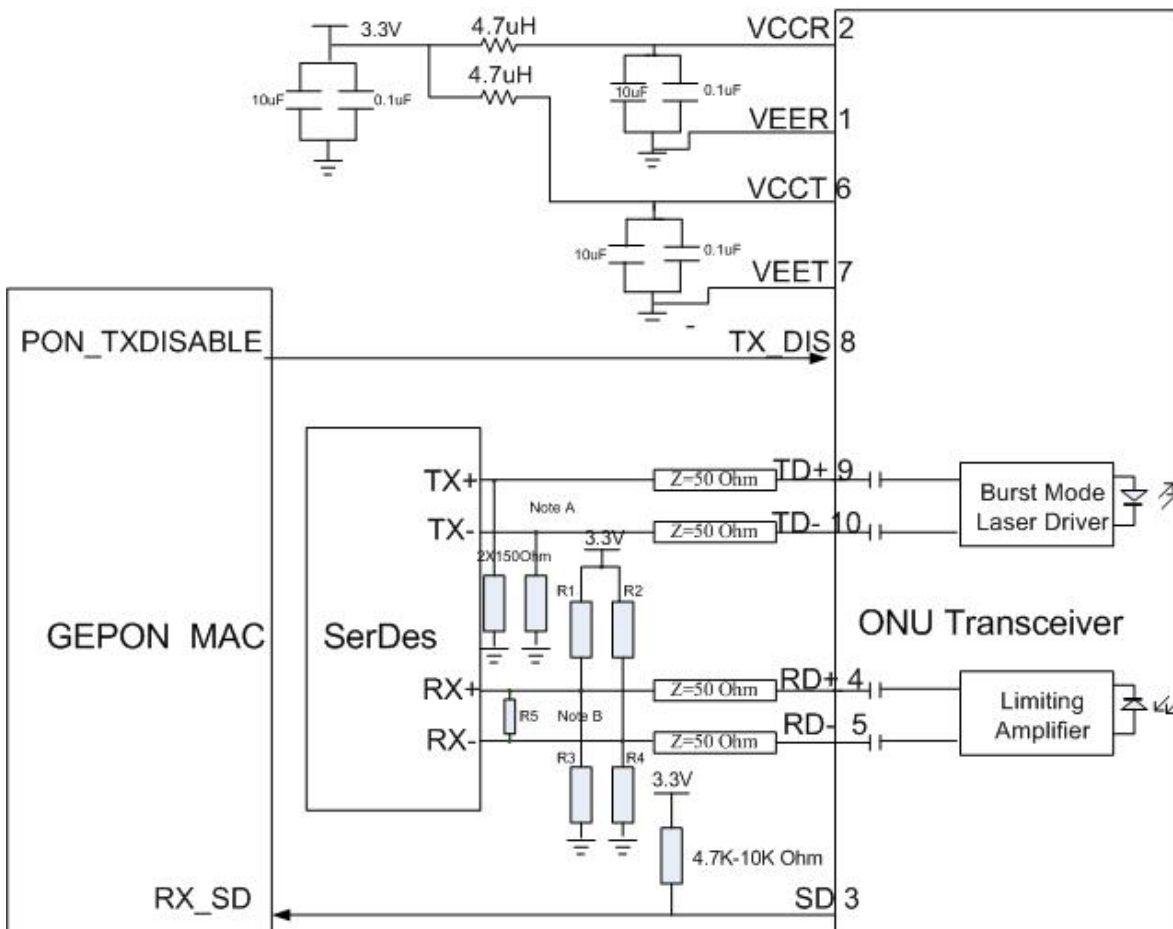 3.3V
4.7uH
VCCR 2
4.7uH
10uF
0.1uF
10uF
0.1uF
VEER 1
VCCT 6
10uF
0.1uF
VEET 7
PON_TXDISABLE
TX_DIS 8
TX+
Z=50 Ohm
TD+ 9
Note A
TX-
Z=50 Ohm
TD- 10
Burst Mode
Laser Driver
2X150Ohm
3.3V
R1
R2
GEPON MAC
SerDes
ONU Transceiver
RX+
Z=50 Ohm
RD+ 4
R5
Note B
RX-
Z=50 Ohm
RD- 5
Limiting
Amplifier
R3
R4
3.3V
4.7K-10K Ohm
RX_SD
SD 3